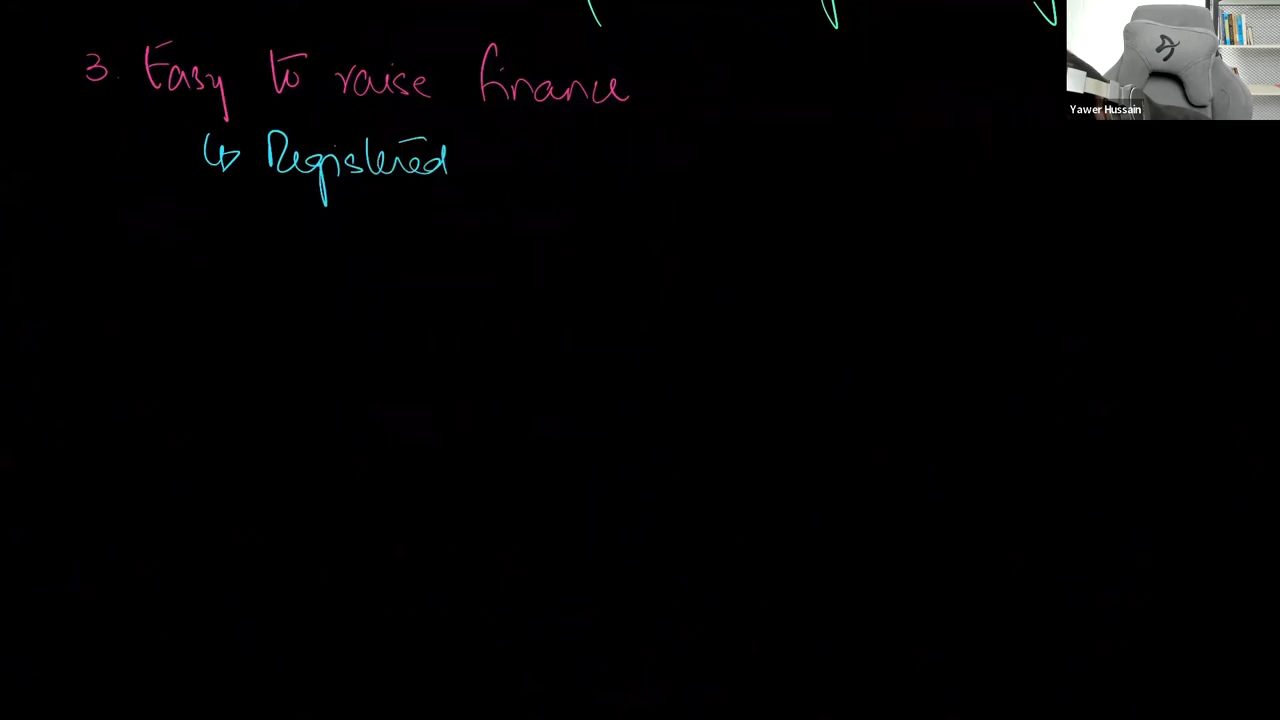 3. Easy to raise finance
↳ Registered
Yawer Hussain